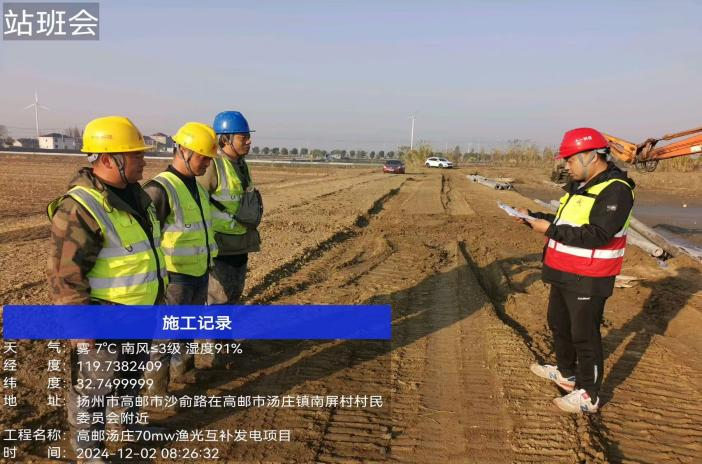 站班会
施工记录
天 气: 雾 7℃ 南风≤3级 湿度91%
经 度: 119.7382409
纬 度: 32.7499999
地 址: 扬州市高邮市沙俞路在高邮市汤庄镇南屏村村民
委员会附近
工程名称: 高邮汤庄70mw渔光互补发电项目
时 间: 2024-12-02 08:26:32